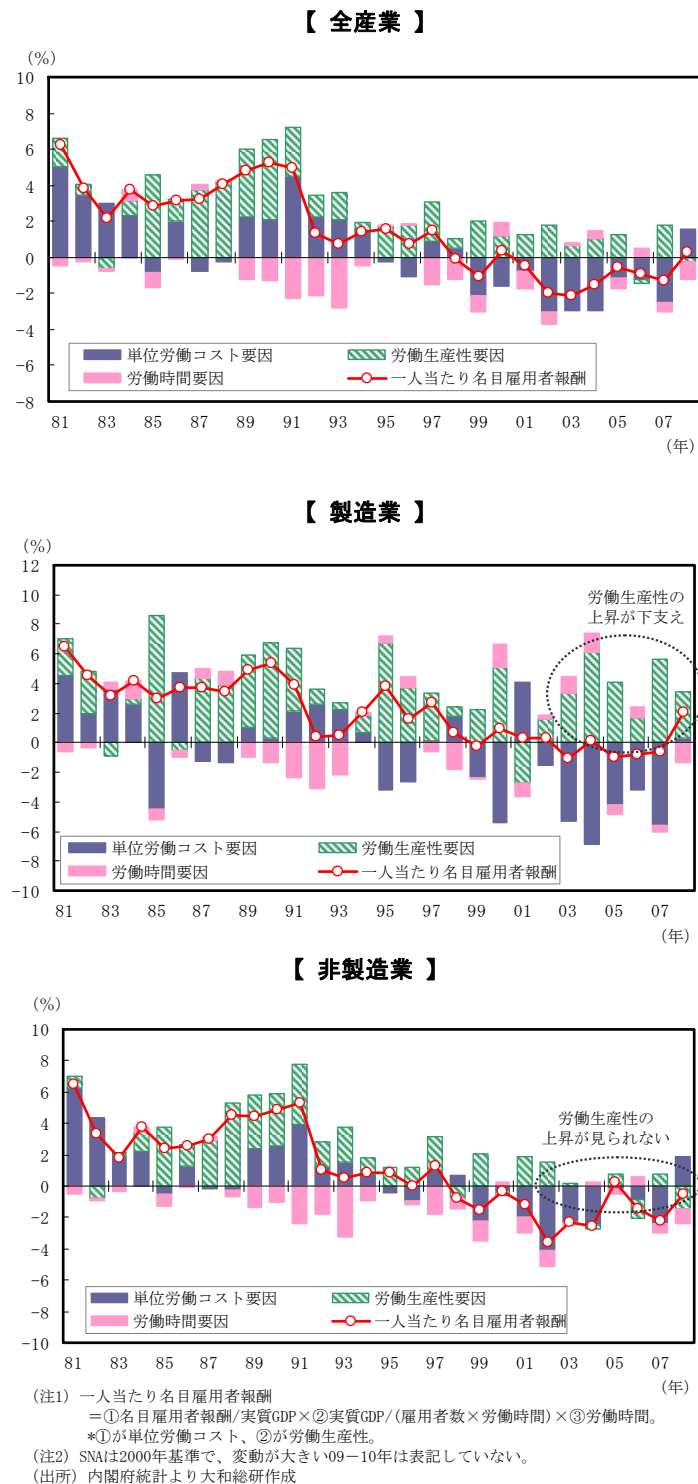 【 全産業 】
(%)
10
8
6
4
2
0
-2
-4
-6
-8
単位労働コスト要因 労働生産性要因
労働時間要因 一人当たり名目雇用者報酬
81 83 85 87 89 91 93 95 97 99 01 03 05 07
(年)
【 製造業 】
(%)
12
10
8
6
4
2
0
-2
-4
-6
-8
-10
労働生産性の
上昇が下支え
単位労働コスト要因 労働生産性要因
労働時間要因 一人当たり名目雇用者報酬
81 83 85 87 89 91 93 95 97 99 01 03 05 07
(年)
【 非製造業 】
(%)
10
8
6
4
2
0
-2
-4
-6
-8
-10
労働生産性の
上昇が見られない
単位労働コスト要因 労働生産性要因
労働時間要因 一人当たり名目雇用者報酬
81 83 85 87 89 91 93 95 97 99 01 03 05 07
(年)
(注1) 一人当たり名目雇用者報酬
=①名目雇用者報酬/実質GDP×②実質GDP/(雇用者数×労働時間)×③労働時間。
*①が単位労働コスト、②が労働生産性。
(注2) SNAは2000年基準で、変動が大きい09-10年は表記していない。
(出所) 内閣府統計より大和総研作成